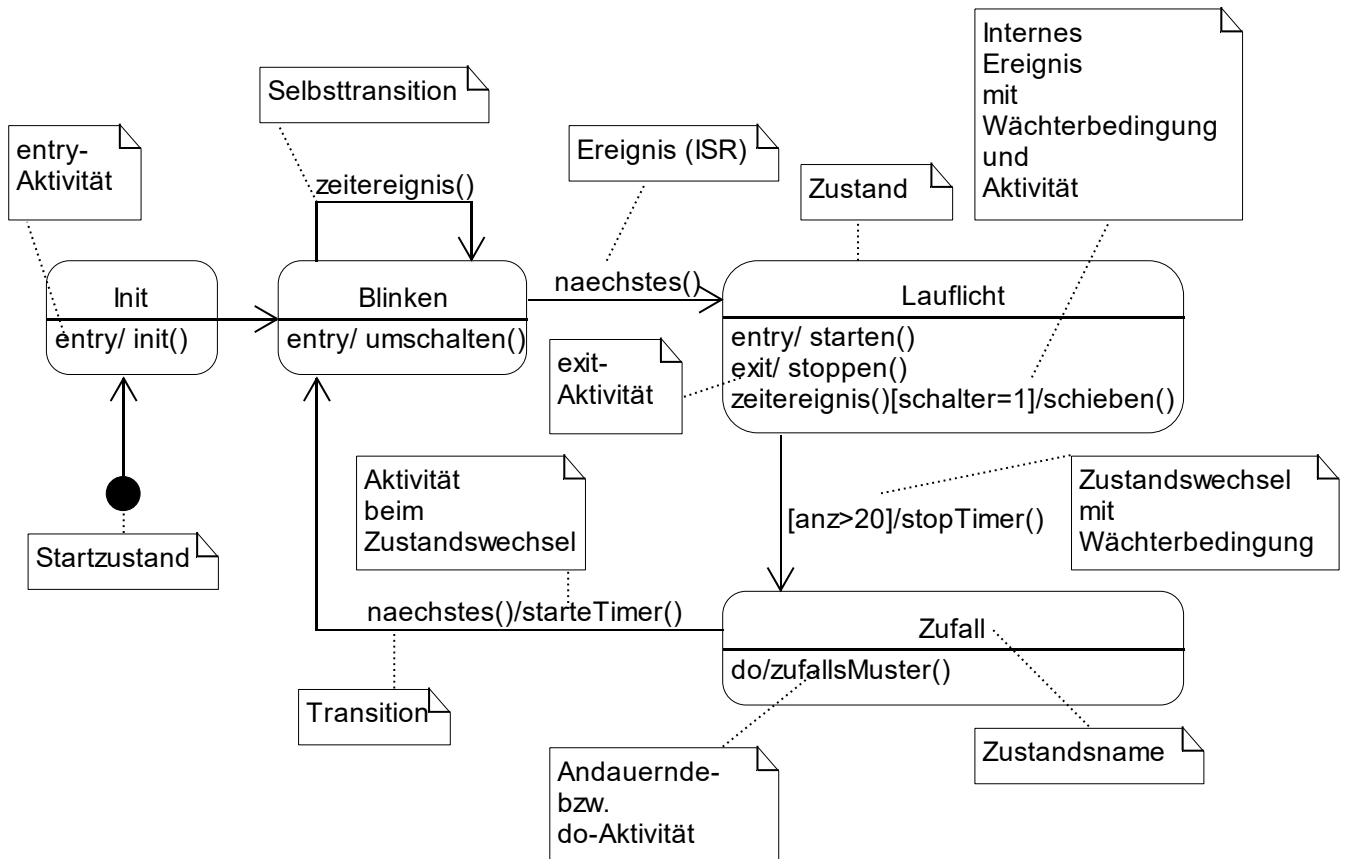 Internes
Ereignis
mit
Wächterbedingung
und
Aktivität
Selbsttransition
entry-
Aktivität
Ereignis (ISR)
Zustand
zeitereignis()
Init
entry/ init()
Blinken
entry/ umschalten()
naechstes()
Lauflicht
entry/ starten()
exit/ stoppen()
zeitereignis()[schalter=1]/schieben()
exit-
Aktivität
Startzustand
Aktivität
beim
Zustandswechsel
[anz>20]/stopTimer()
Zustandswechsel
mit
Wächterbedingung
naechstes()/starteTimer()
Zufall
do/zufallsMuster()
Transition
Andauernde-
bzw.
do-Aktivität
Zustandsname